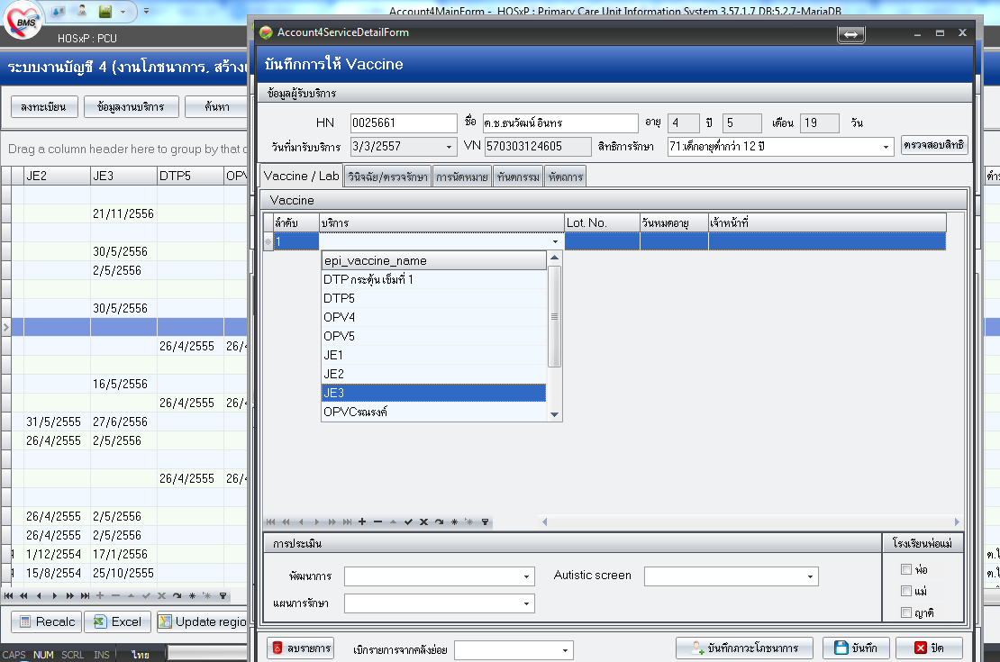 Account4MainForm - HOSxP : Primary Care Unit Information System 3.57.1.7 DB:5.2.7-MariaDB
BMS
HOSxP : PCU
ระบบงานบัญชี 4 (งานโภชนาการ, สร้างเ
ลงทะเบียน ข้อมูลงานบริการ ค้นหา
Drag a column header here to group by that c
JE2 JE3 DTP5 OPV
21/11/2556
30/5/2556
2/5/2556
30/5/2556
26/4/2555 26/4
16/5/2556
26/4/2555 26/4
31/5/2555 27/6/2556
26/4/2555 2/5/2556
26/4/2555 26/4
26/4/2555 2/5/2556
26/4/2555 2/5/2556
1 1/12/2554 17/1/2556
1 15/8/2554 25/10/2555
Recalc Excel Update regio
CAPS NUM SCRL INS ไทย
Account4ServiceDetailForm
บันทึกการให้ Vaccine
ข้อมูลผู้รับบริการ
HN 0025661 ชื่อ ด.ช.ธนวัฒน์ อินทร อายุ 4 ปี 5 เดือน 19 วัน
วันที่มารับบริการ 3/3/2557 VN 570303124605 สิทธิการรักษา 71:เด็กอายุต่ำกว่า 12 ปี ตรวจสอบสิทธิ
Vaccine / Lab วินิจฉัย/ตรวจรักษา การนัดหมาย ทันตกรรม หัตถการ
Vaccine
ลำดับ บริการ Lot. No. วันหมดอายุ เจ้าหน้าที่
1
epi_vaccine_name
DTP กระตุ้น เข็มที่ 1
DTP5
OPV4
OPV5
JE1
JE2
JE3
OPVCรณรงค์
การประเมิน โรงเรียนพ่อแม่
พัฒนาการ Autistic screen พ่อ
แม่
แผนการรักษา
ญาติ
ลบรายการ เบิกรายการจากคลังย่อย บันทึกภาวะโภชนาการ บันทึก ปิด